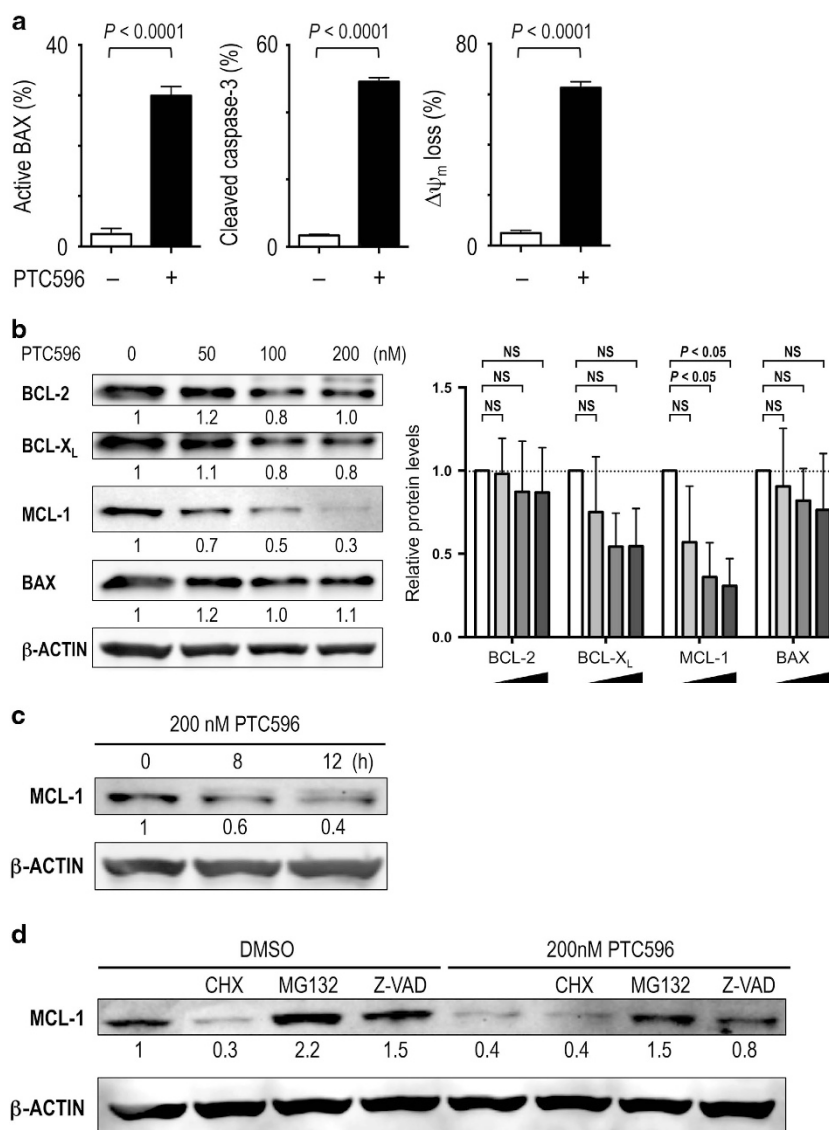 a
P < 0.0001
P < 0.0001
P < 0.0001
Active BAX (%)
40
0
Cleaved caspase-3 (%)
60
0
Δψm loss (%)
80
0
PTC596 – + – + – +
b
PTC596 0 50 100 200 (nM)
BCL-2
1 1.2 0.8 1.0
BCL-XL
1 1.1 0.8 0.8
MCL-1
1 0.7 0.5 0.3
BAX
1 1.2 1.0 1.1
β-ACTIN
NS NS P < 0.05 NS
NS NS P < 0.05 NS
NS NS NS NS
Relative protein levels
1.0
0.5
0.0
BCL-2 BCL-XL MCL-1 BAX
c
200 nM PTC596
0 8 12 (h)
MCL-1
1 0.6 0.4
β-ACTIN
d
DMSO 200nM PTC596
CHX MG132 Z-VAD CHX MG132 Z-VAD
MCL-1
1 0.3 2.2 1.5 0.4 0.4 1.5 0.8
β-ACTIN